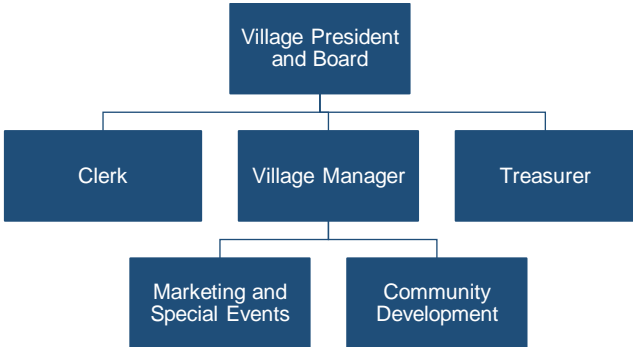 Village President
and Board
Clerk
Village Manager
Treasurer
Marketing and
Special Events
Community
Development